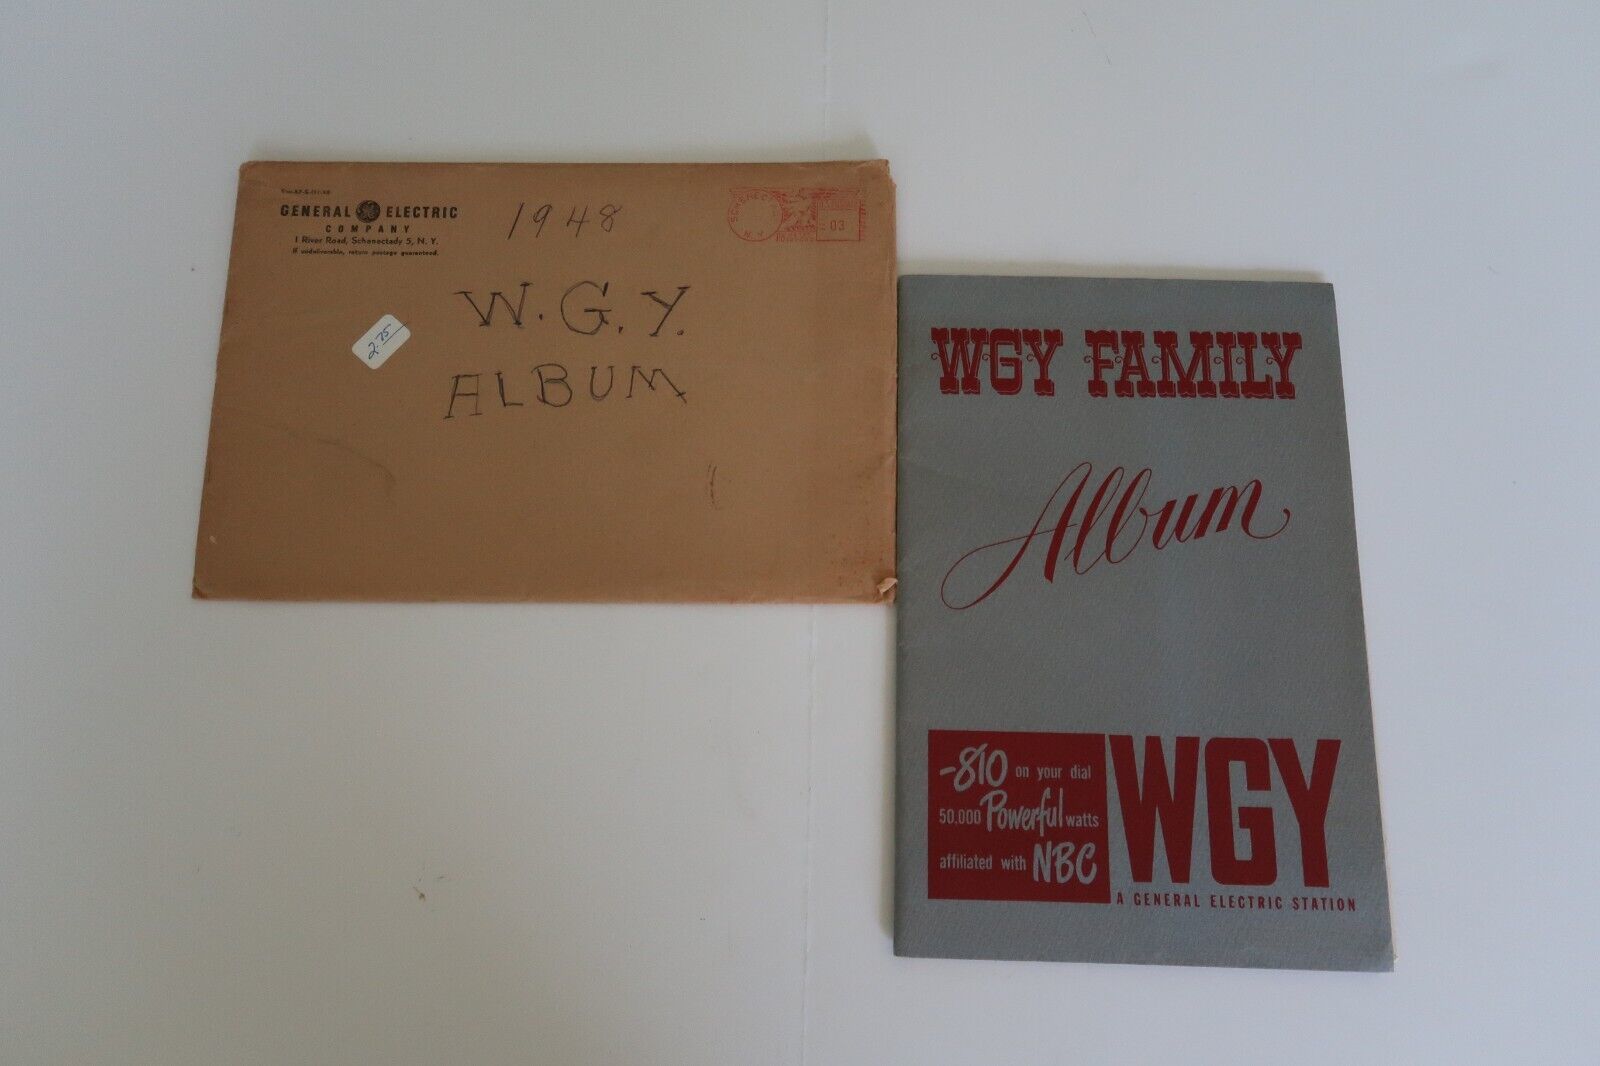 GENERAL GE ELECTRIC
COMPANY
1 River Road, Schenectady 5, N. Y.
If undeliverable, return postage guaranteed.
1948
W.G.Y.
ALBUM
2.75
N.Y.
03
WGY FAMILY
Album
-810 on your dial
50,000 Powerful watts
affiliated with NBC
WGY
A GENERAL ELECTRIC STATION